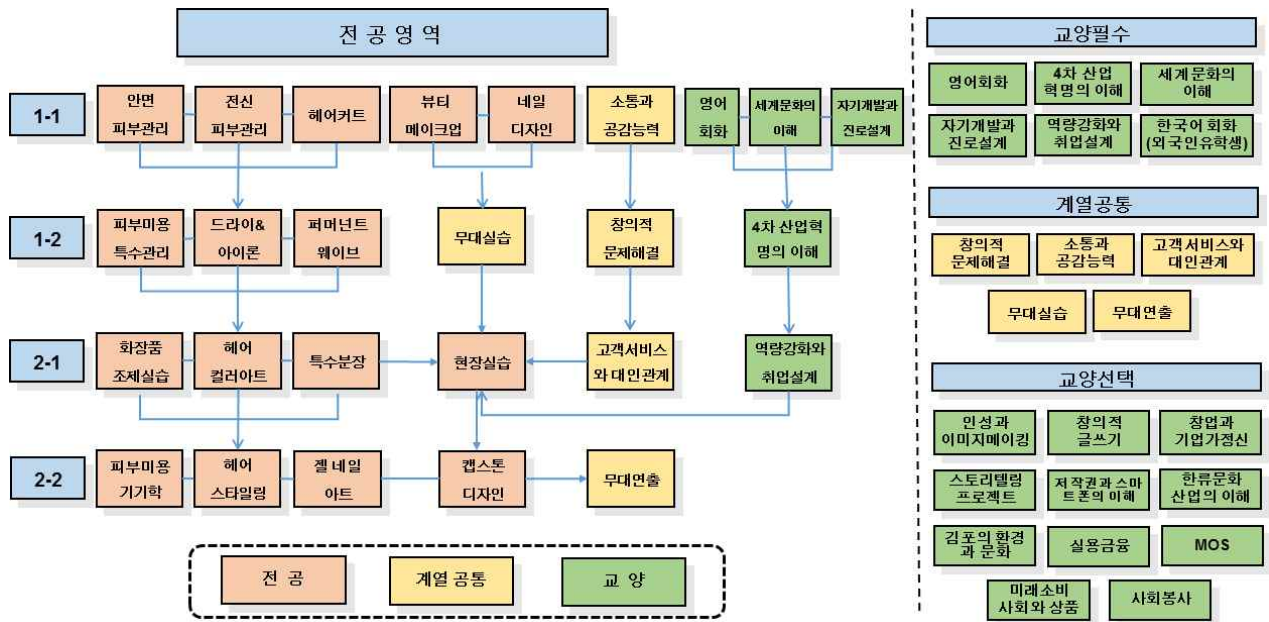 전 공 영 역
1-1
안면
피부관리
전신
피부관리
헤어커트
뷰티
메이크업
네일
디자인
소통과
공감능력
영어
회화
세계문화의
이해
자기개발과
진로설계
1-2
피부미용
특수관리
드라이&
아이론
퍼머넌트
웨이브
무대실습
창의적
문제해결
4차 산업혁
명의 이해
2-1
화장품
조제실습
헤어
컬러아트
특수분장
현장실습
고객서비스
와 대인관계
역량강화와
취업설계
2-2
피부미용
기기학
헤어
스타일링
젤 네일
아트
캡스톤
디자인
무대연출
전 공
계열 공통
교 양
교양필수
영어회화
4차 산업
혁명의 이해
세계문화의
이해
자기개발과
진로설계
역량강화와
취업설계
한국어 회화
(외국인유학생)
계열공통
창의적
문제해결
소통과
공감능력
고객서비스와
대인관계
무대실습
무대연출
교양선택
인성과
이미지메이킹
창의적
글쓰기
창업과
기업가정신
스토리텔링
프로젝트
저작권과 스마
트폰의 이해
한류문화
산업의 이해
김포의 환경
과 문화
실용금융
MOS
미래소비
사회와 상품
사회봉사